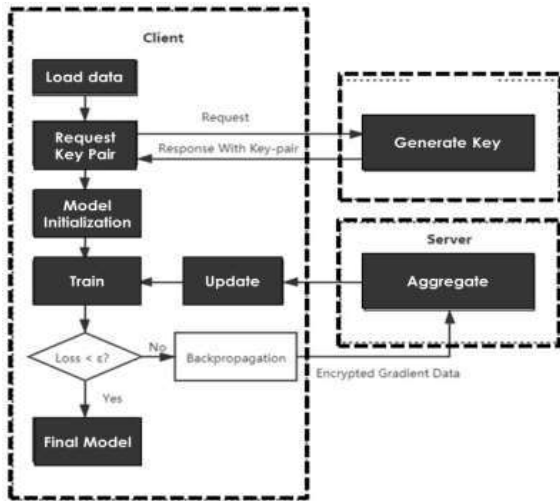 Client
Load data
Request
Request
Key Pair
Generate Key
Response With Key-pair
Model
Initialization
Server
Train
Update
Aggregate
Loss < ε?
No
Backpropagation
Encrypted Gradient Data
Yes
Final Model